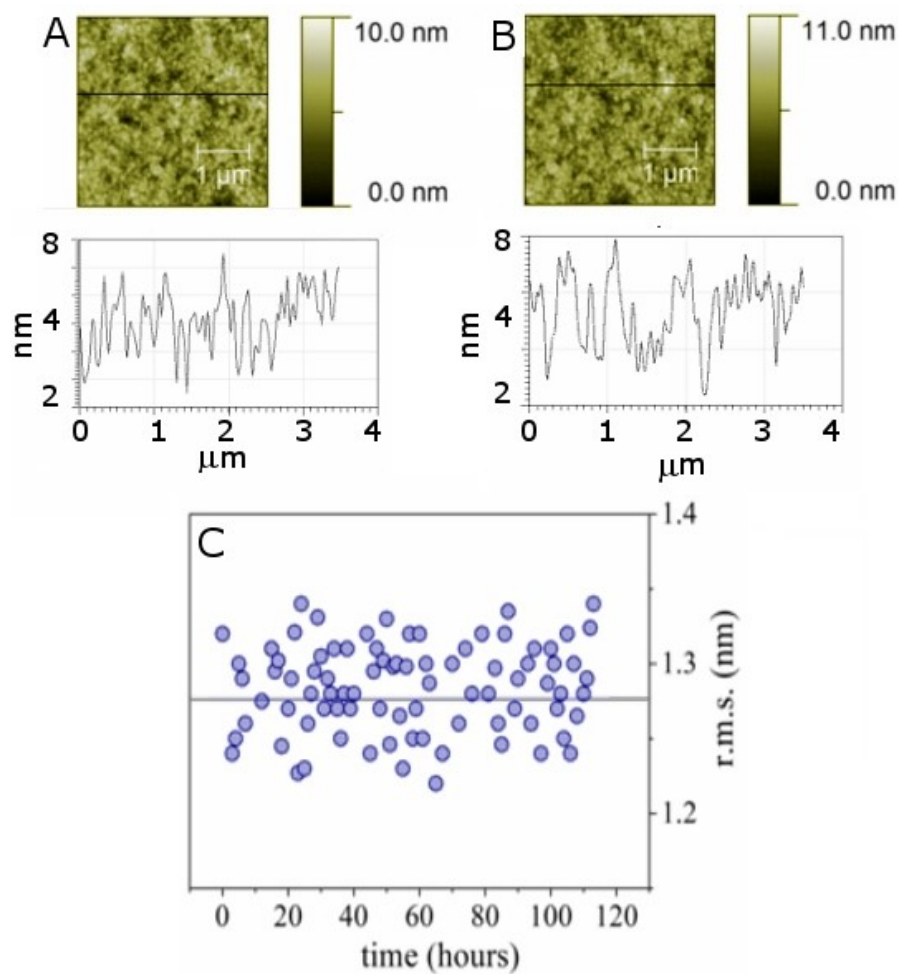 A
10.0 nm
1 µm
0.0 nm
B
11.0 nm
1 µm
0.0 nm
8
4
2
nm
0 1 2 3 4
µm
8
4
2
nm
0 1 2 3 4
µm
C
1.4
1.3
1.2
r.m.s. (nm)
0 20 40 60 80 100 120
time (hours)